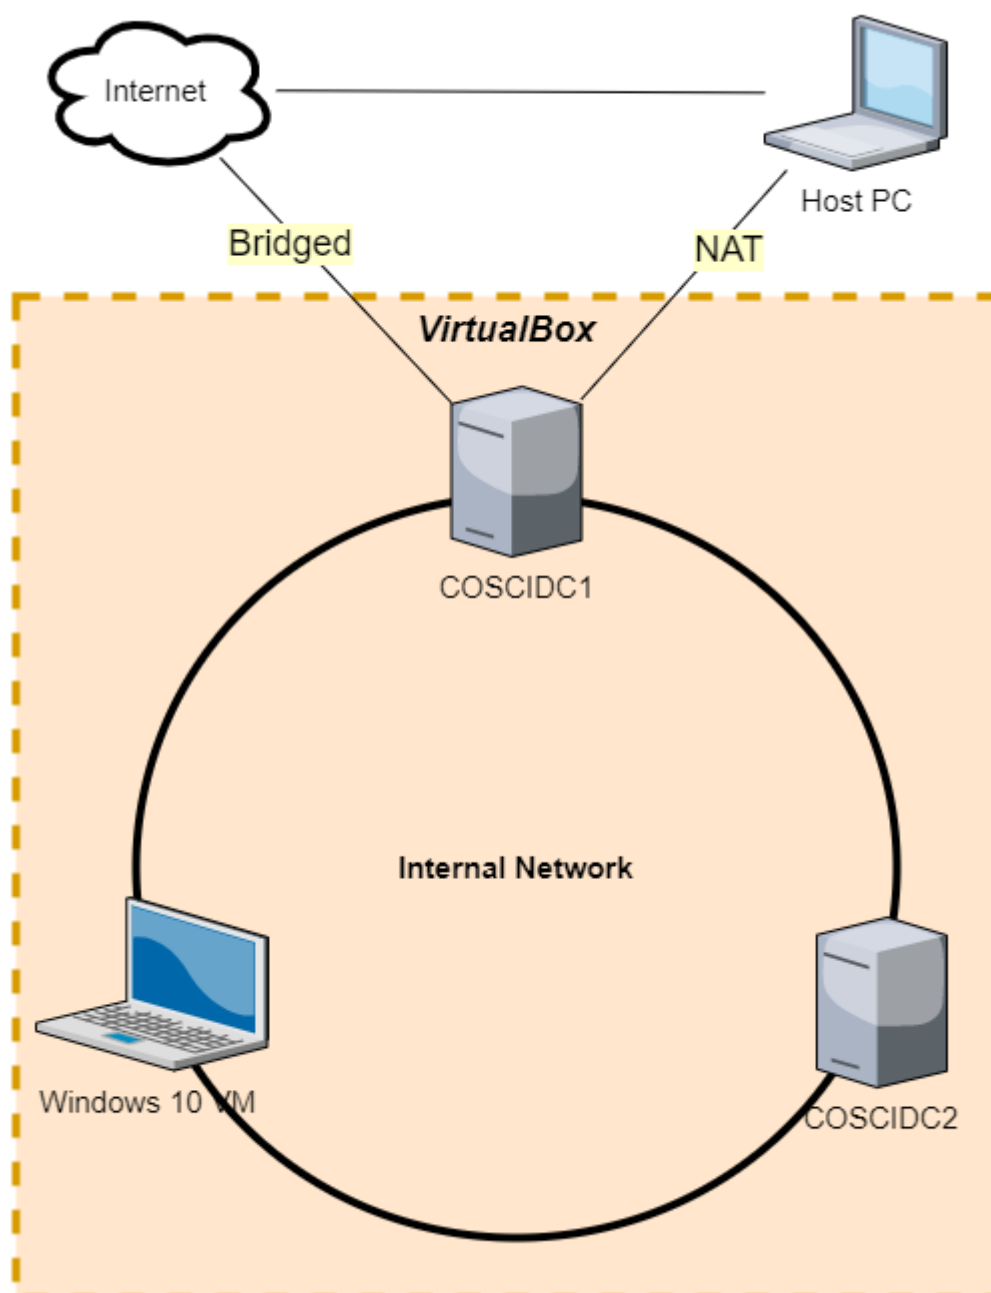 Internet
Host PC
Bridged
NAT
VirtualBox
COSCIDC1
Internal Network
Windows 10 VM
COSCIDC2